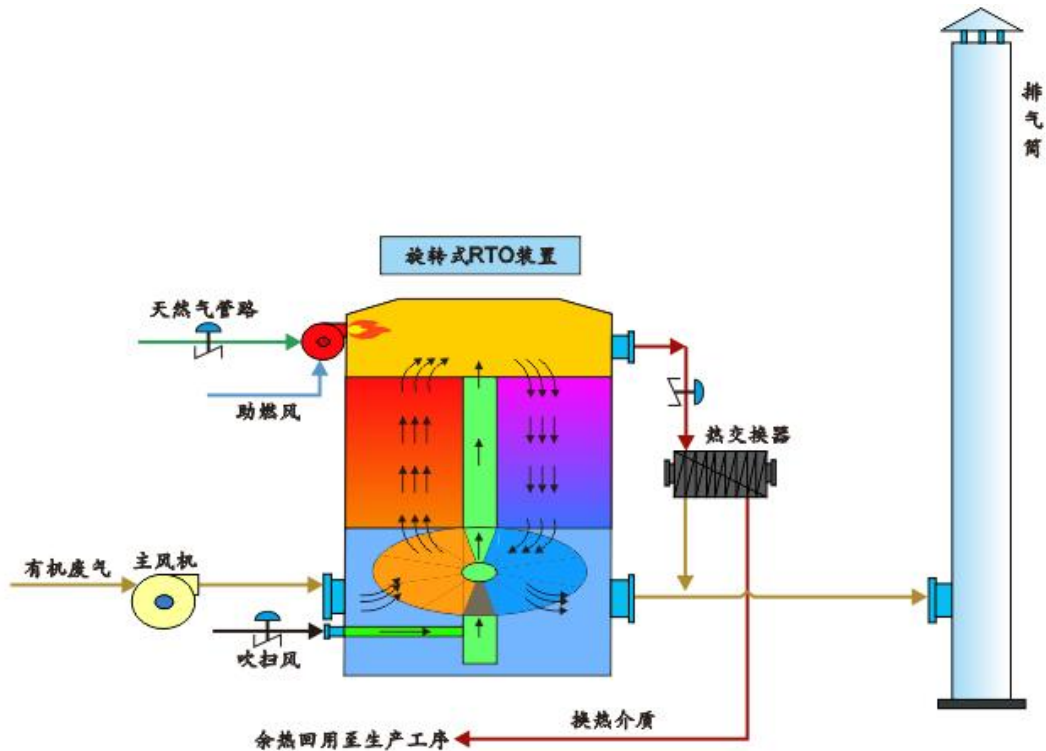 排气筒
旋转式RTO装置
天然气管路
助燃风
热交换器
有机废气
主风机
吹扫风
换热介质
余热回用至生产工序